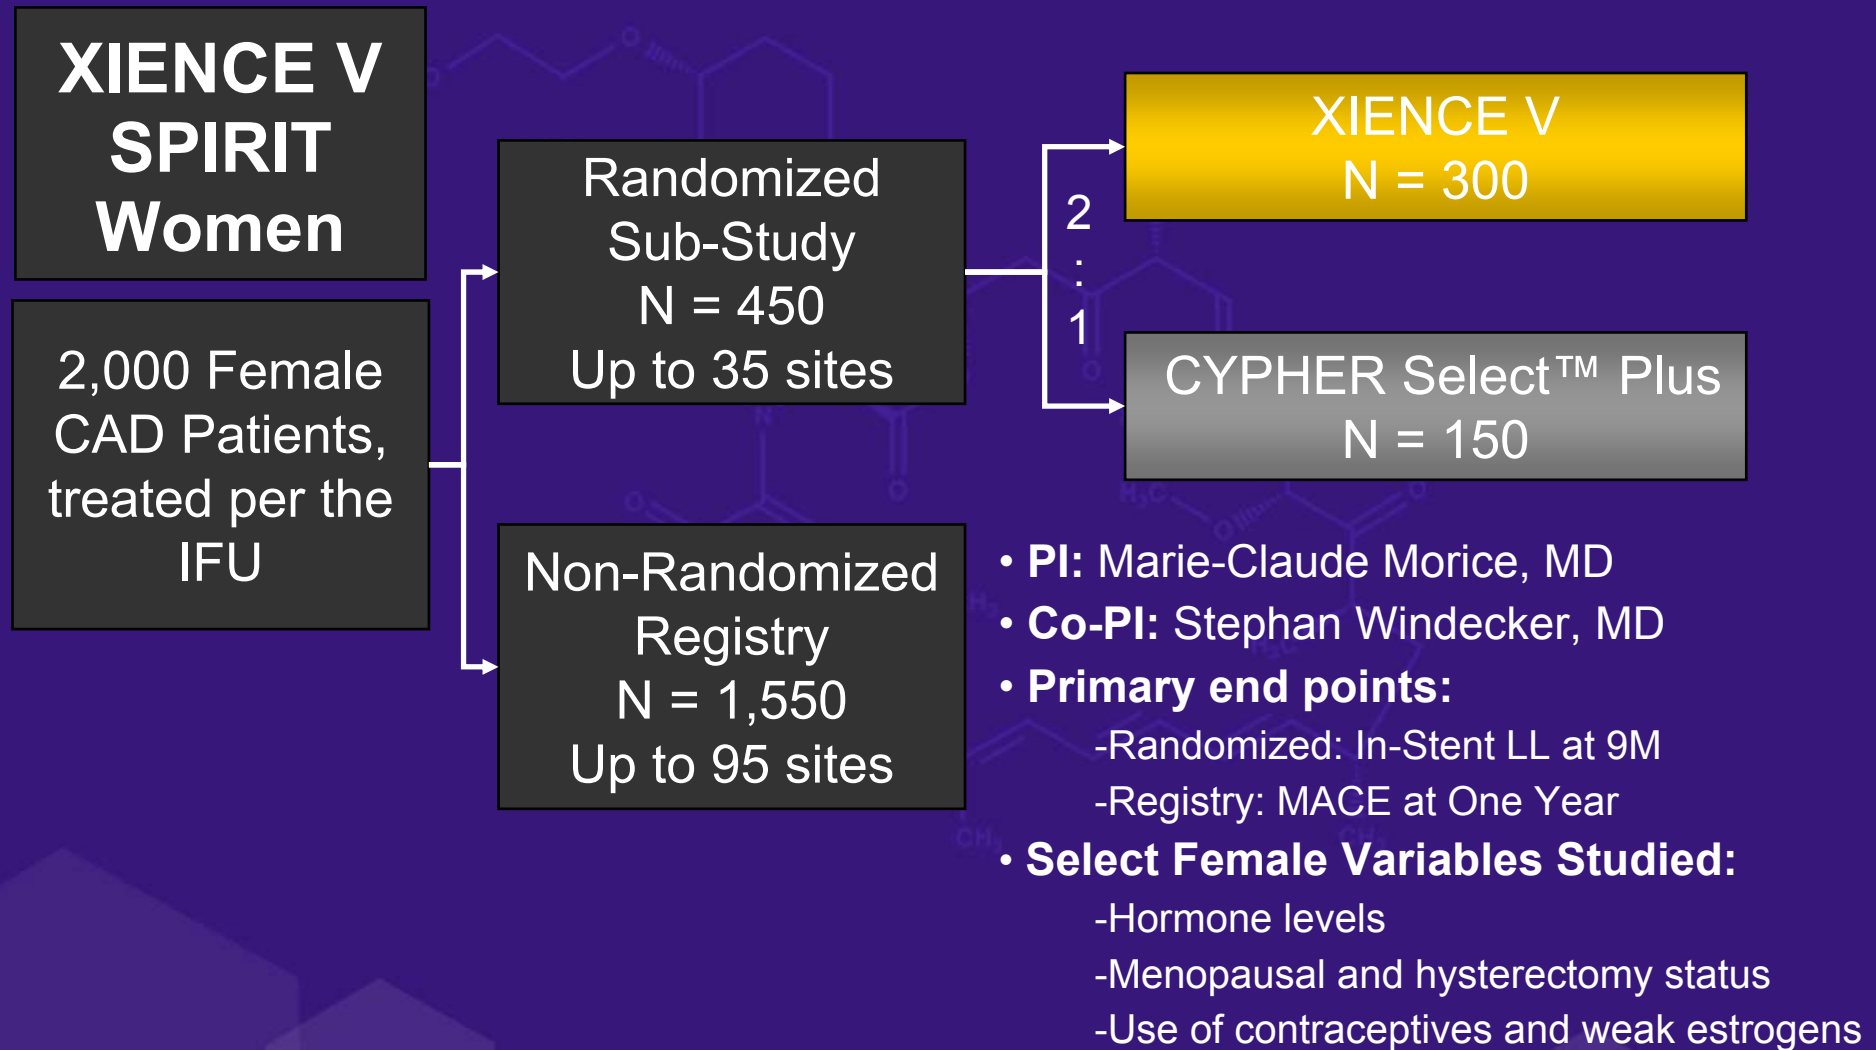 XIENCE V
SPIRIT
Women
2,000 Female
CAD Patients,
treated per the
IFU
Randomized
Sub-Study
N = 450
Up to 35 sites
Non-Randomized
Registry
N = 1,550
Up to 95 sites
2
:
1
XIENCE V
N = 300
CYPHER Select™ Plus
N = 150
• PI: Marie-Claude Morice, MD
• Co-PI: Stephan Windecker, MD
• Primary end points:
-Randomized: In-Stent LL at 9M
-Registry: MACE at One Year
• Select Female Variables Studied:
-Hormone levels
-Menopausal and hysterectomy status
-Use of contraceptives and weak estrogens